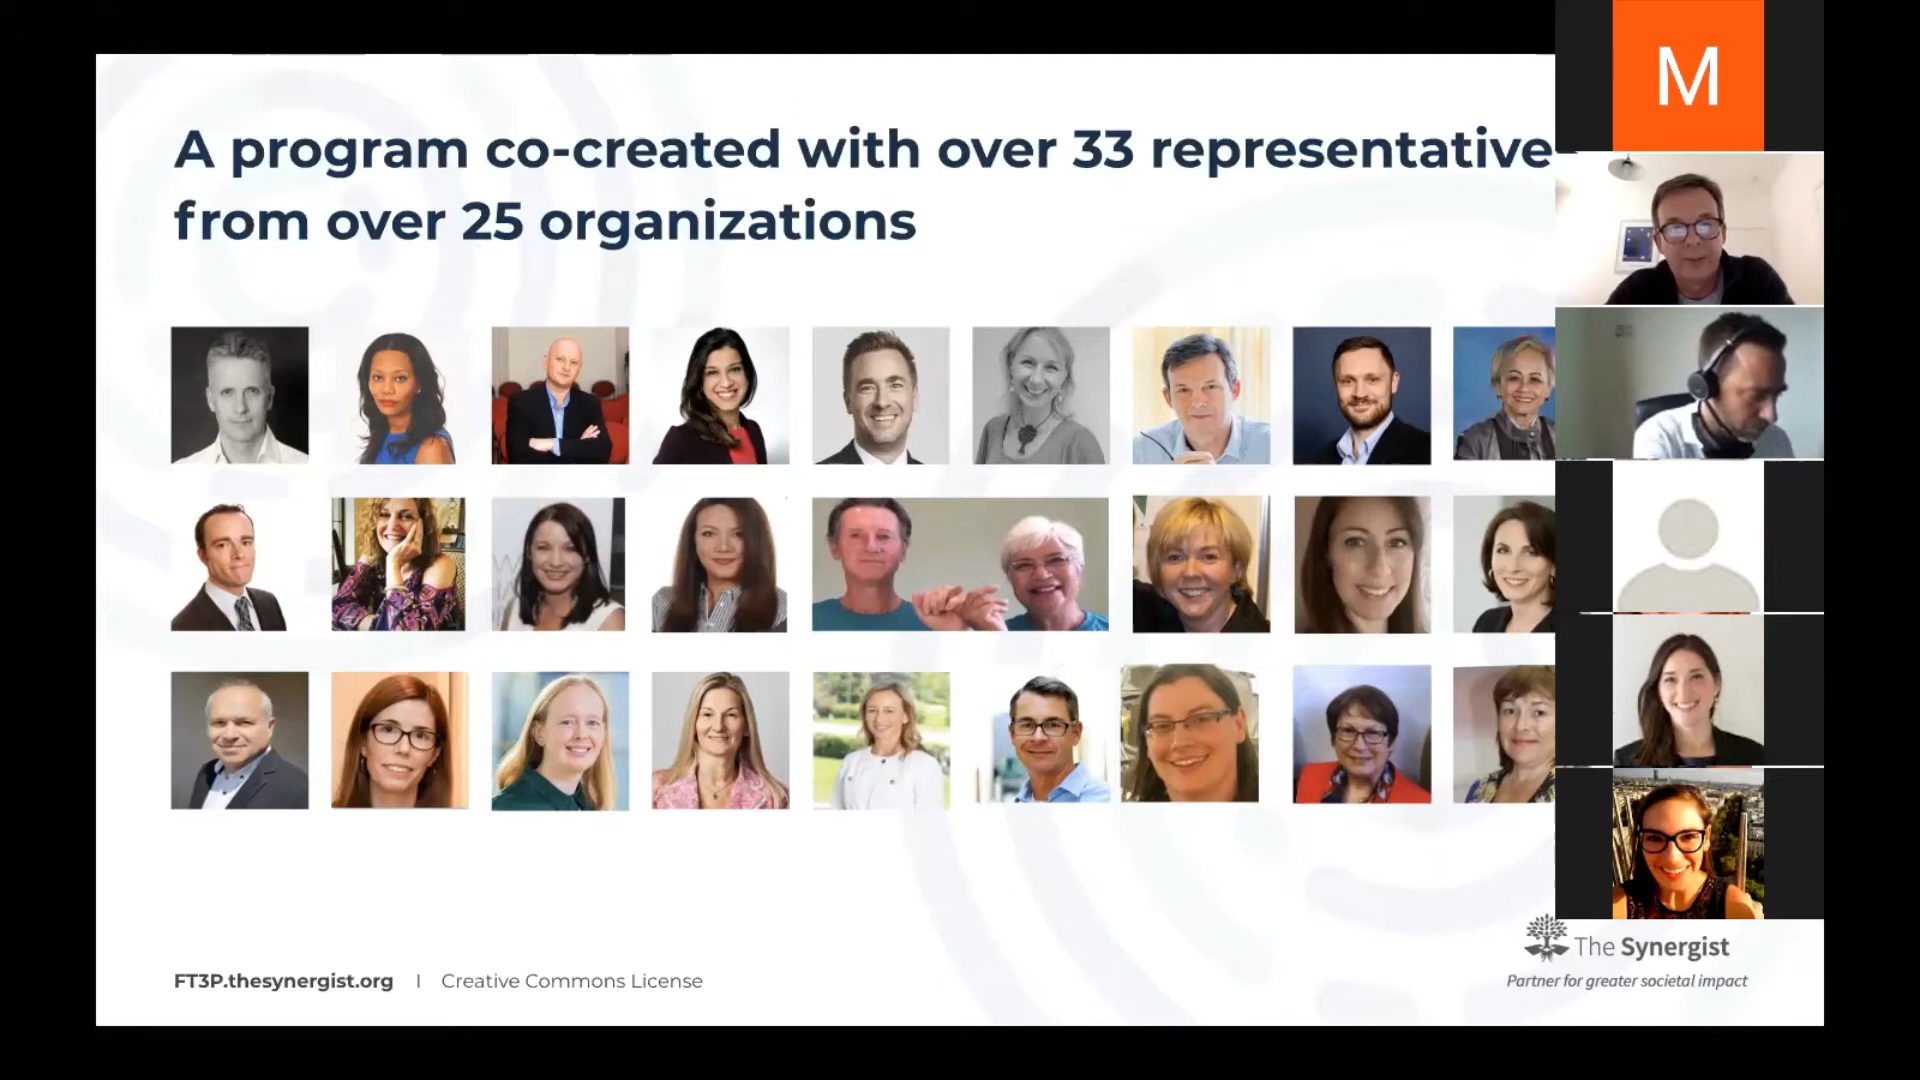 M
A program co-created with over 33 representative
from over 25 organizations
The Synergist
Partner for greater societal impact
FT3P.thesynergist.org | Creative Commons License